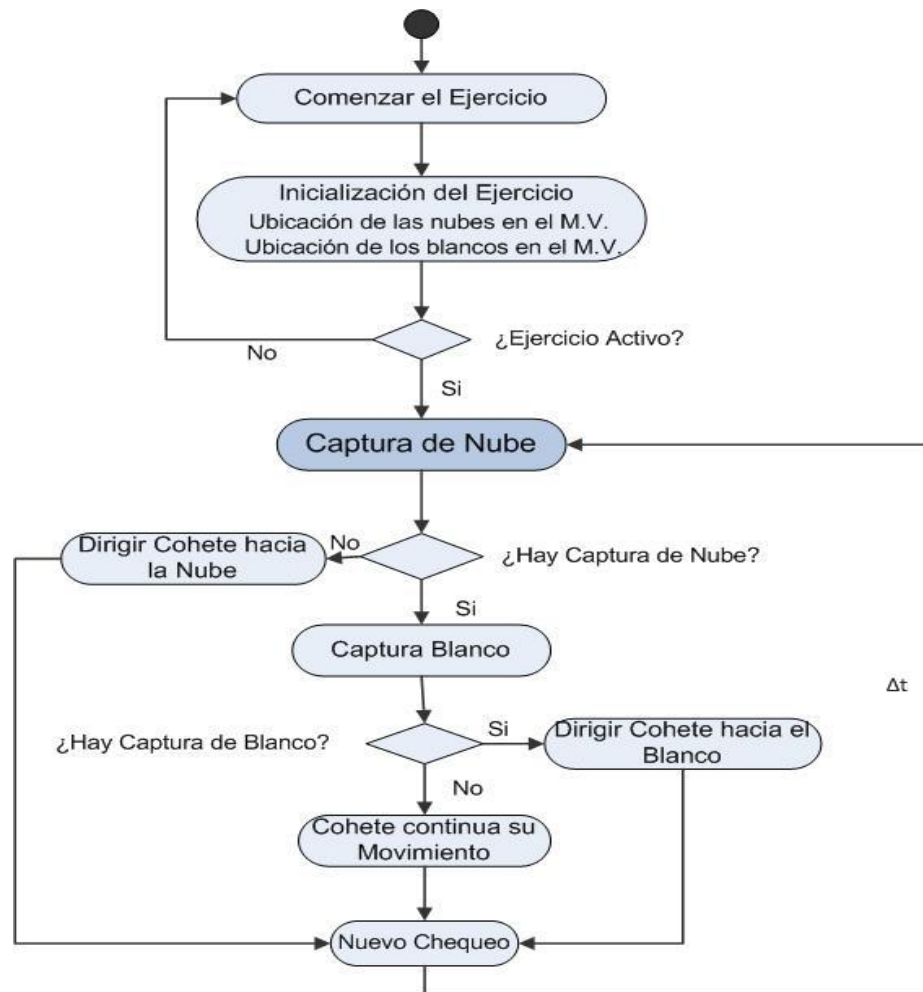 Comenzar el Ejercicio
Inicialización del Ejercicio
Ubicación de las nubes en el M.V.
Ubicación de los blancos en el M.V.
¿Ejercicio Activo?
No
Si
Captura de Nube
Dirigir Cohete hacia
la Nube
No
¿Hay Captura de Nube?
Si
Captura Blanco
Δt
¿Hay Captura de Blanco?
Si
Dirigir Cohete hacia el
Blanco
No
Cohete continua su
Movimiento
Nuevo Chequeo